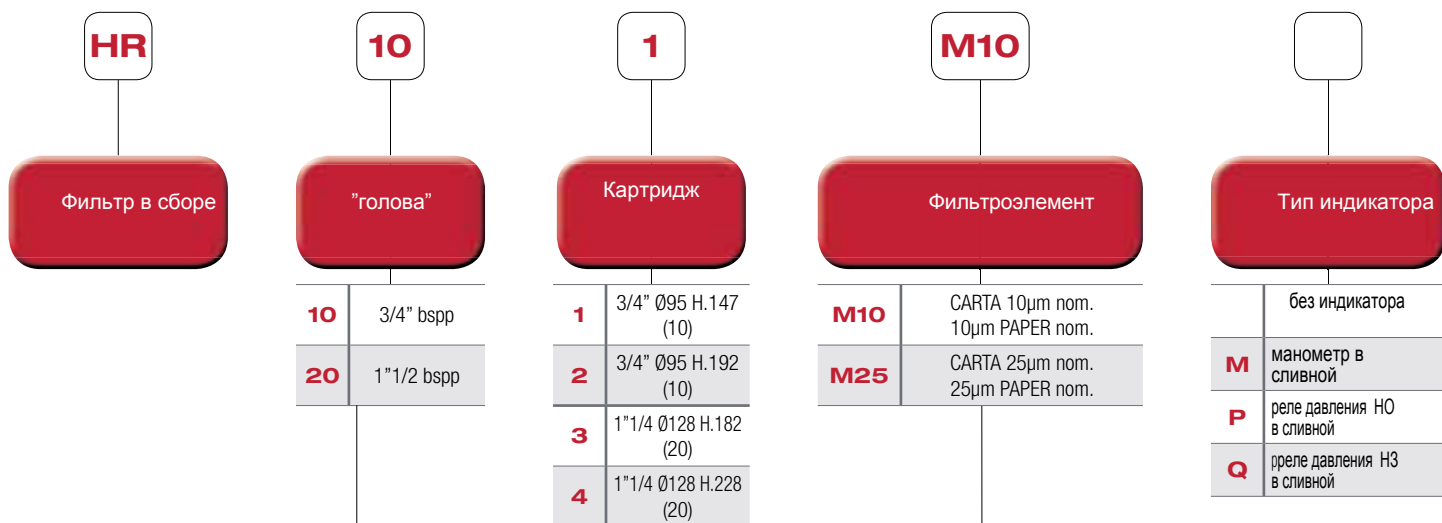 HR
10
1
M10
Фильтр в сборе
”голова”
Картридж
Фильтроэлемент
Тип индикатора
10 3/4” bspp
20 1”1/2 bspp
1 3/4” Ø95 H.147
(10)
2 3/4” Ø95 H.192
(10)
3 1”1/4 Ø128 H.182
(20)
4 1”1/4 Ø128 H.228
(20)
M10 CARTA 10µm nom.
10µm PAPER nom.
M25 CARTA 25µm nom.
25µm PAPER nom.
без индикатора
M манометр в
сливной
P реле давления НО
в сливной
Q рреле давления НЗ
в сливной